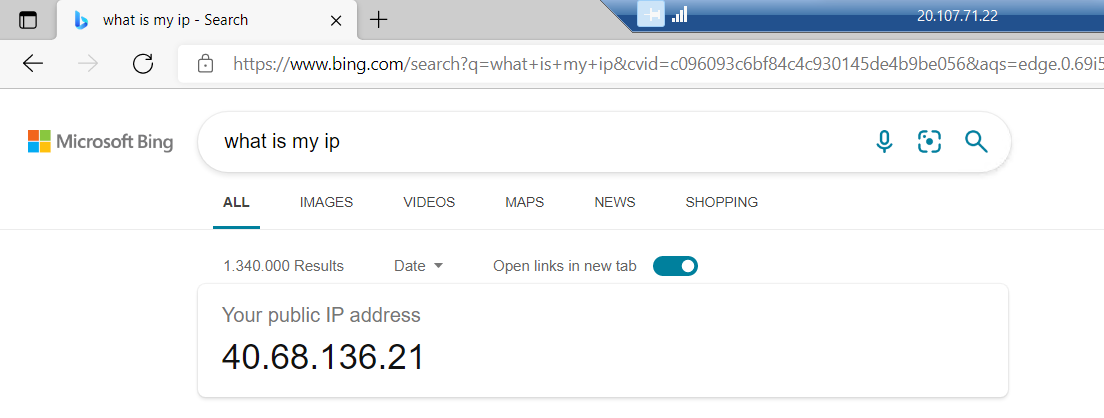 what is my ip - Search
20.107.71.22
https://www.bing.com/search?q=what+is+my+ip&cvid=c096093c6bf84c4c930145de4b9be056&aqs=edge.0.69i5
Microsoft Bing
what is my ip
ALL IMAGES VIDEOS MAPS NEWS SHOPPING
1.340.000 Results Date Open links in new tab
Your public IP address
40.68.136.21